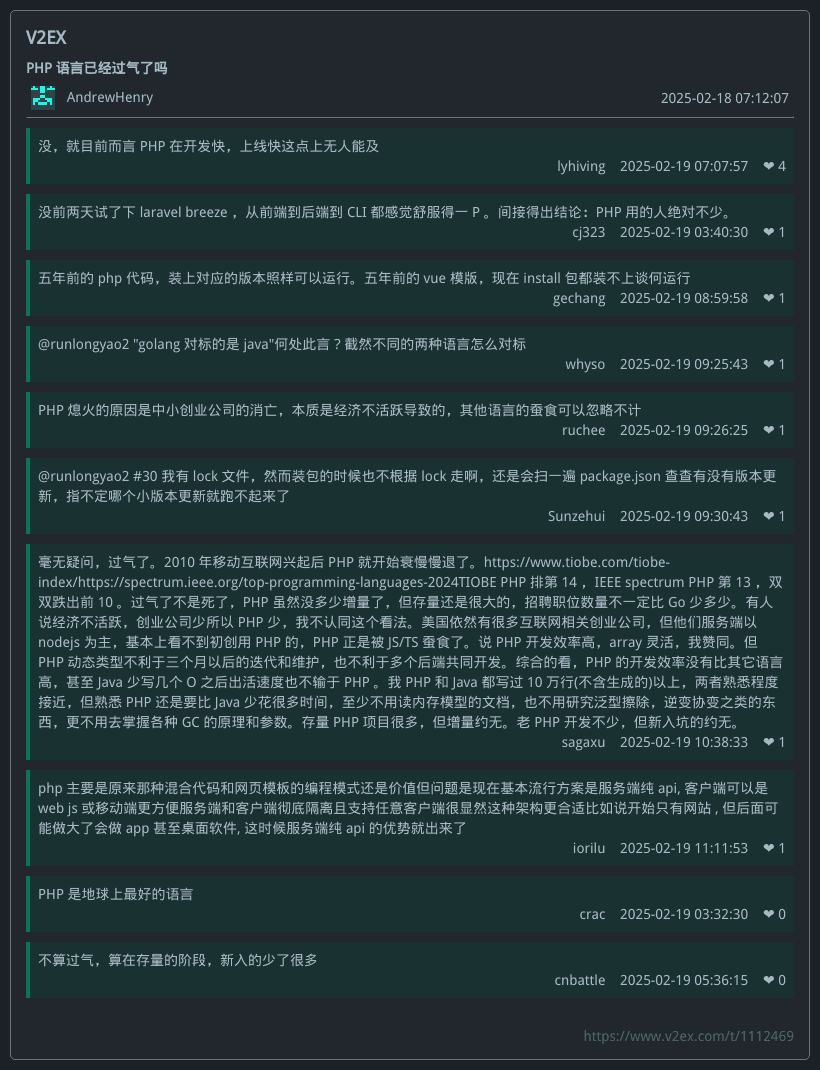 V2EX
PHP 语言已经过气了吗
AndrewHenry 2025-02-18 07:12:07
没，就目前而言 PHP 在开发快，上线快这点上无人能及
lyhiving 2025-02-19 07:07:57 ❤ 4
没前两天试了下 laravel breeze ，从前端到后端到 CLI 都感觉舒服得一 P 。间接得出结论：PHP 用的人绝对不少。
cj323 2025-02-19 03:40:30 ❤ 1
五年前的 php 代码，装上对应的版本照样可以运行。五年前的 vue 模版，现在 install 包都装不上谈何运行
gechang 2025-02-19 08:59:58 ❤ 1
@runlongyao2 "golang 对标的是 java"何处此言？截然不同的两种语言怎么对标
whyso 2025-02-19 09:25:43 ❤ 1
PHP 熄火的原因是中小创业公司的消亡，本质是经济不活跃导致的，其他语言的蚕食可以忽略不计
ruchee 2025-02-19 09:26:25 ❤ 1
@runlongyao2 #30 我有 lock 文件，然而装包的时候也不根据 lock 走啊，还是会扫一遍 package.json 查查有没有版本更
新，指不定哪个小版本更新就跑不起来了
Sunzehui 2025-02-19 09:30:43 ❤ 1
毫无疑问，过气了。2010 年移动互联网兴起后 PHP 就开始衰慢慢退了。https://www.tiobe.com/tiobe-
index/https://spectrum.ieee.org/top-programming-languages-2024TIOBE PHP 排第 14 ，IEEE spectrum PHP 第 13 ，双
双跌出前 10 。过气了不是死了，PHP 虽然没多少增量了，但存量还是很大的，招聘职位数量不一定比 Go 少多少。有人
说经济不活跃，创业公司少所以 PHP 少，我不认同这个看法。美国依然有很多互联网相关创业公司，但他们服务端以
nodejs 为主，基本上看不到初创用 PHP 的，PHP 正是被 JS/TS 蚕食了。说 PHP 开发效率高，array 灵活，我赞同。但
PHP 动态类型不利于三个月以后的迭代和维护，也不利于多个后端共同开发。综合的看，PHP 的开发效率没有比其它语言
高，甚至 Java 少写几个 O 之后出活速度也不输于 PHP 。我 PHP 和 Java 都写过 10 万行(不含生成的)以上，两者熟悉程度
接近，但熟悉 PHP 还是要比 Java 少花很多时间，至少不用读内存模型的文档，也不用研究泛型擦除，逆变协变之类的东
西，更不用去掌握各种 GC 的原理和参数。存量 PHP 项目很多，但增量约无。老 PHP 开发不少，但新入坑的约无。
sagaxu 2025-02-19 10:38:33 ❤ 1
php 主要是原来那种混合代码和网页模板的编程模式还是价值但问题是现在基本流行方案是服务端纯 api, 客户端可以是
web js 或移动端更方便服务端和客户端彻底隔离且支持任意客户端很显然这种架构更合适比如说开始只有网站 , 但后面可
能做大了会做 app 甚至桌面软件, 这时候服务端纯 api 的优势就出来了
iorilu 2025-02-19 11:11:53 ❤ 1
PHP 是地球上最好的语言
crac 2025-02-19 03:32:30 ❤ 0
不算过气，算在存量的阶段，新入的少了很多
cnbattle 2025-02-19 05:36:15 ❤ 0
https://www.v2ex.com/t/1112469